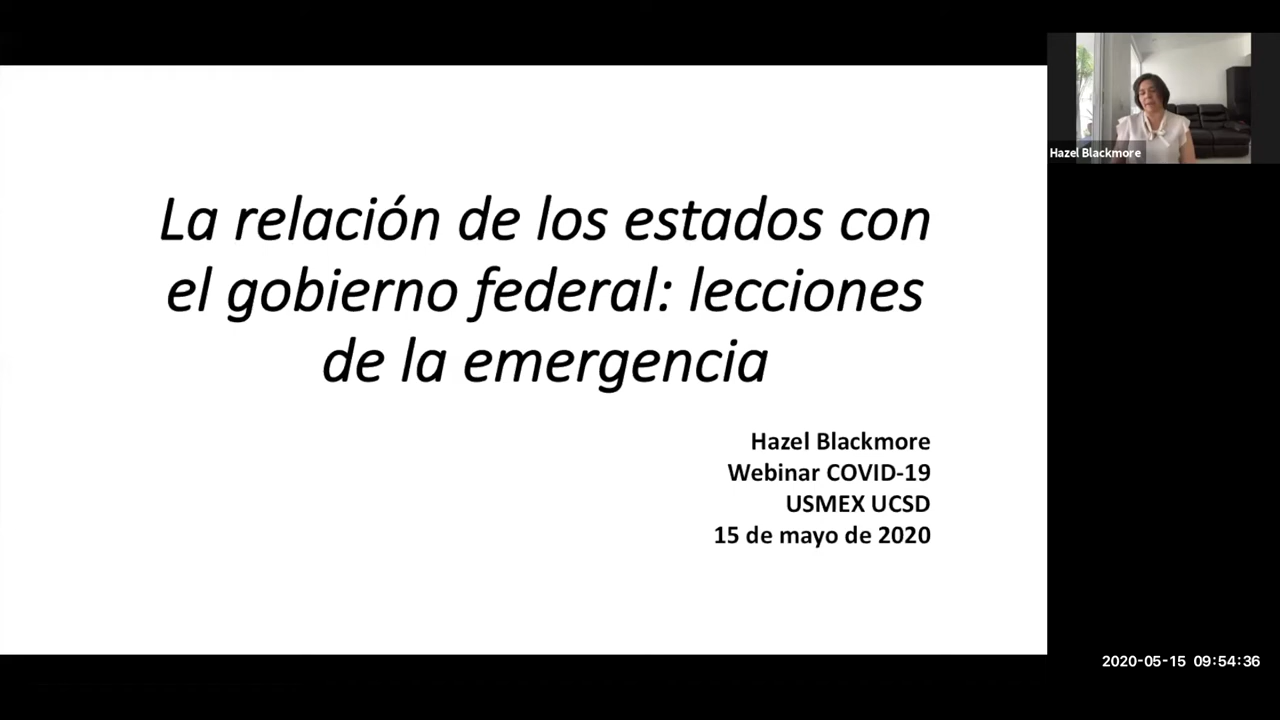 La relación de los estados con
el gobierno federal: lecciones
de la emergencia
Hazel Blackmore
Webinar COVID-19
USMEX UCSD
15 de mayo de 2020
Hazel Blackmore
2020-05-15 09:54:36